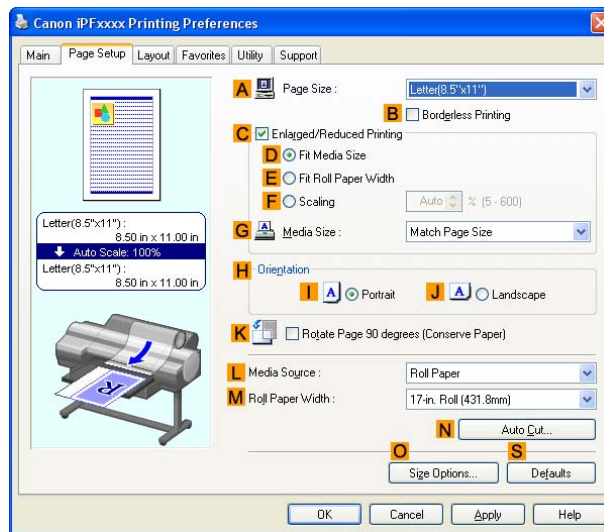 Canon iPFxxxx Printing Preferences
Main Page Setup Layout Favorites Utility Support
A Page Size : Letter(8.5"x11")
B Borderless Printing
C Enlarged/Reduced Printing
D Fit Media Size
E Fit Roll Paper Width
F Scaling Auto % (5 - 600)
G Media Size : Match Page Size
Letter(8.5"x11") :
8.50 in x 11.00 in
Auto Scale: 100%
Letter(8.5"x11") :
8.50 in x 11.00 in
H Orientation
I A Portrait J A Landscape
K Rotate Page 90 degrees (Conserve Paper)
R
L Media Source : Roll Paper
M Roll Paper Width : 17-in. Roll (431.8mm)
N Auto Cut...
O S
Size Options... Defaults
OK Cancel Apply Help